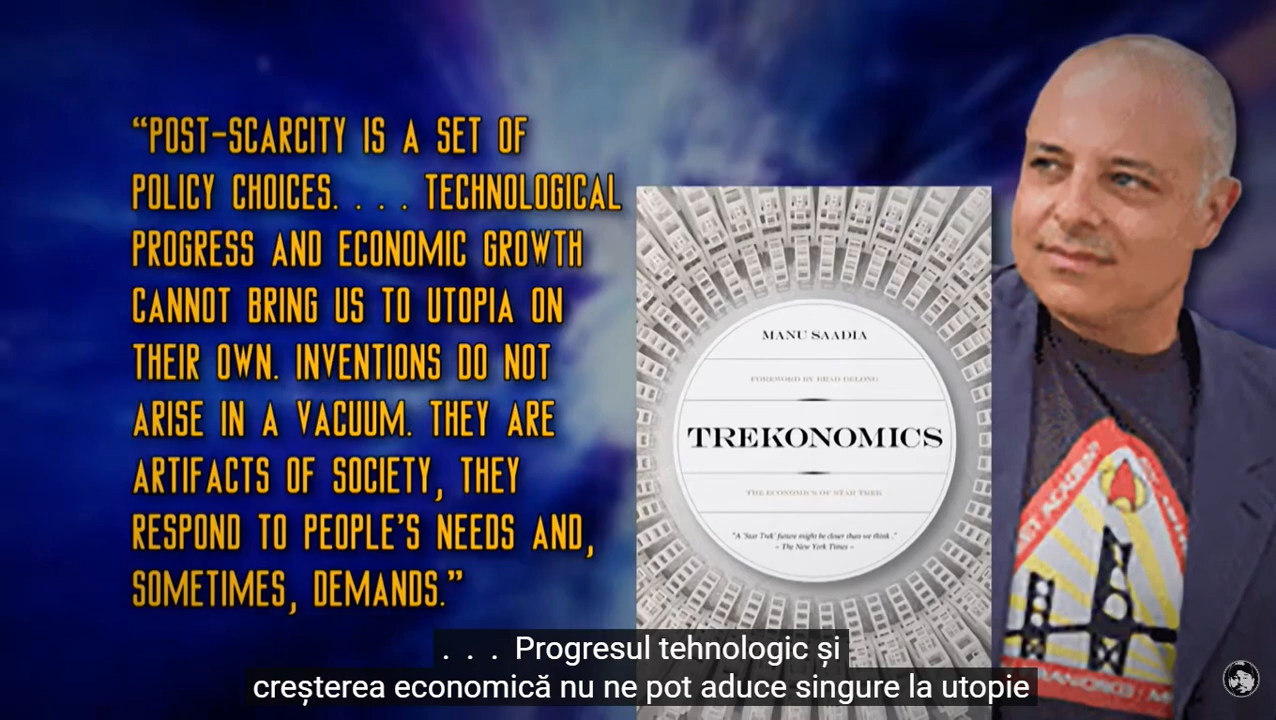 “POST-SCARCITY IS A SET OF
POLICY CHOICES. . . . TECHNOLOGICAL
PROGRESS AND ECONOMIC GROWTH
CANNOT BRING US TO UTOPIA ON
THEIR OWN. INVENTIONS DO NOT
ARISE IN A VACUUM. THEY ARE
ARTIFACTS OF SOCIETY, THEY
RESPOND TO PEOPLE’S NEEDS AND,
SOMETIMES, DEMANDS.”
MANU SAADIA
FOREWORD BY BRAD DELONG
TREKONOMICS
THE ECONOMICS OF STAR TREK
"A 'Star Trek' future might be closer than we think."
– The New York Times –
. . . Progresul tehnologic și
creșterea economică nu ne pot aduce singure la utopie